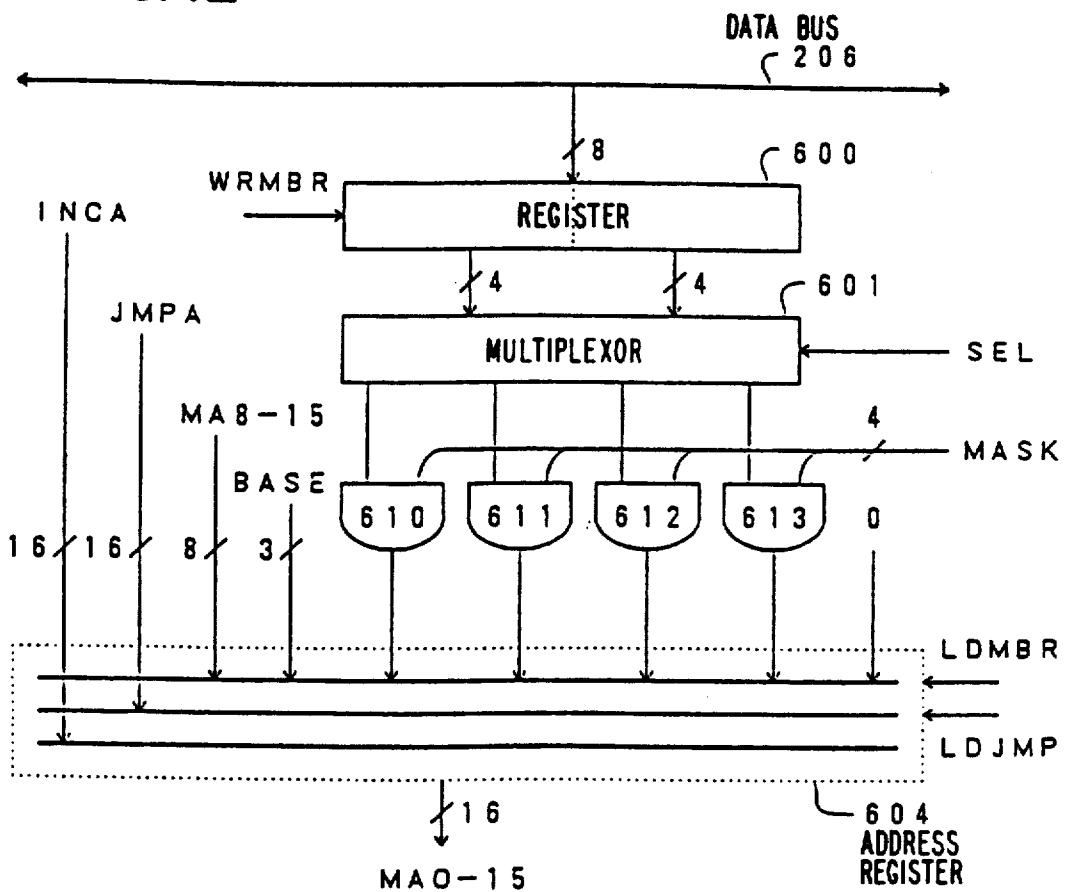 DATA BUS
206
8
600
WRMBR
REGISTER
INCA
4
4
601
JMPA
MULTIPLEXOR
SEL
MA8-15
4
MASK
BASE
610
611
612
613
0
16
16
8
3
LDMBR
LDJMP
16
604
ADDRESS
REGISTER
MA0-15